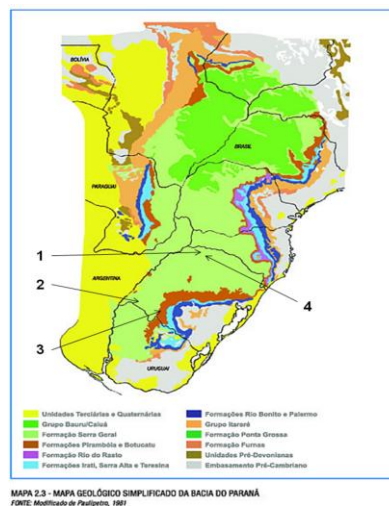 BOLÍVIA
BRASIL
PARAGUAI
1
ARGENTINA
2
4
3
URUGUAI
Unidades Terciárias e Quaternárias
Grupo Bauru/Caiuá
Formação Serra Geral
Formações Pirambóia e Botucatu
Formação Rio do Rasto
Formações Irati, Serra Alta e Teresina
Formações Rio Bonito e Palermo
Grupo Itararé
Formação Ponta Grossa
Formação Furnas
Unidades Pré-Devonianas
Embasamento Pré-Cambriano
MAPA 2.3 - MAPA GEOLÓGICO SIMPLIFICADO DA BACIA DO PARANÁ
FONTE: Modificado de Paulipetro, 1981